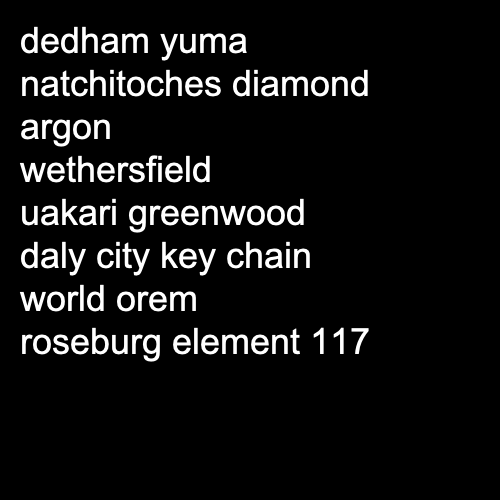 dedham yuma
natchitoches diamond
argon
wethersfield
uakari greenwood
daly city key chain
world orem
roseburg element 117